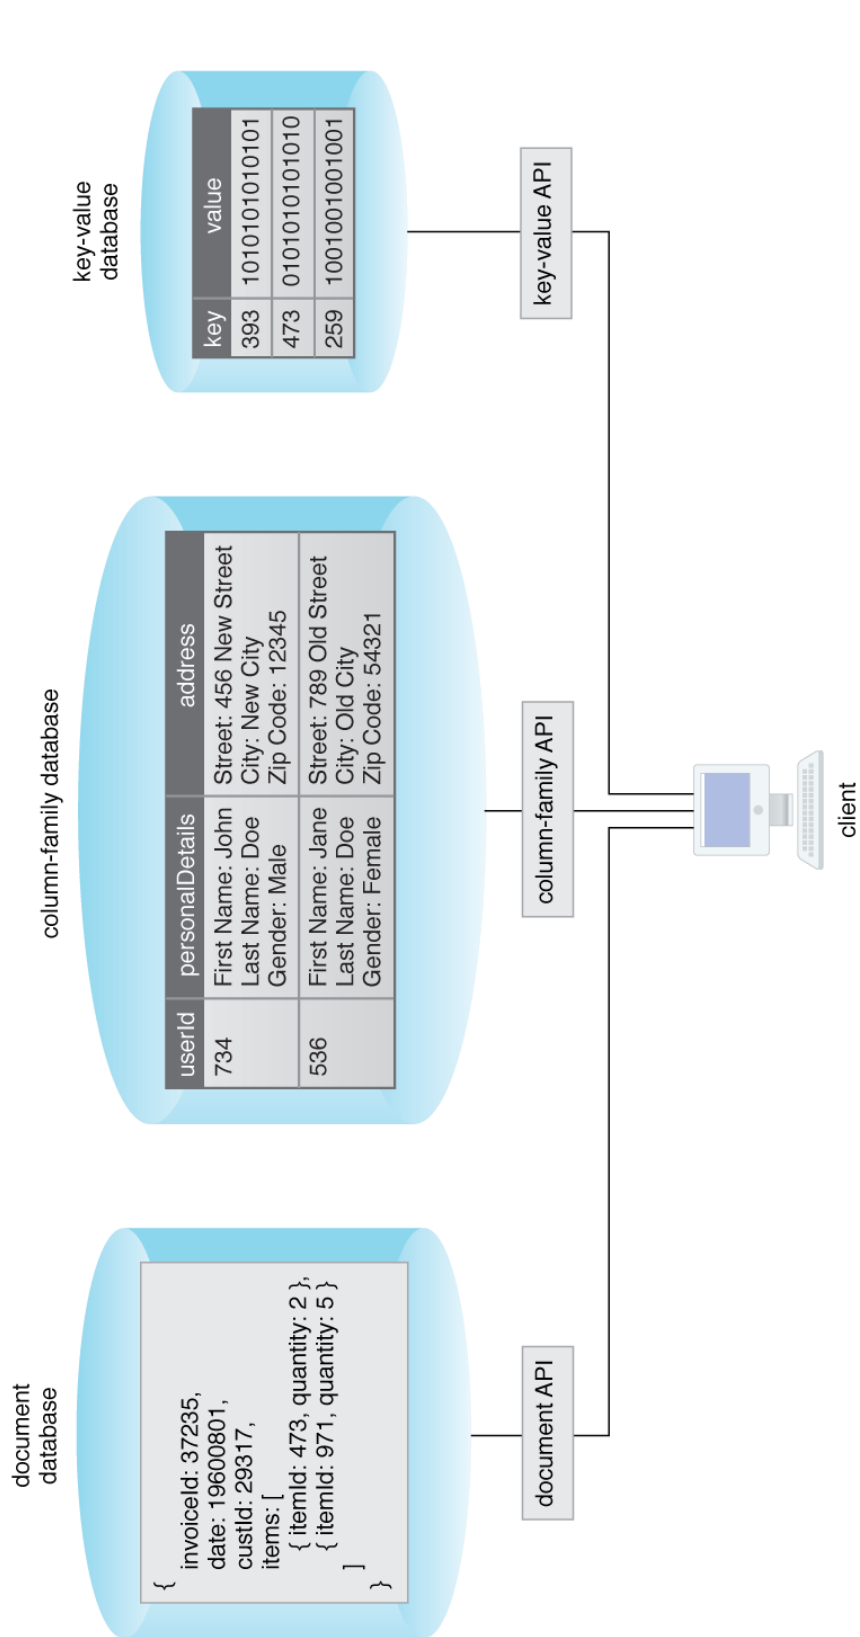 document
database
{
invoiceId: 37235,
date: 19600801,
custId: 29317,
items: [
{ itemId: 473, quantity: 2 },
{ itemId: 971, quantity: 5 }
]
}
document API
column-family database
userId personalDetails address
734 First Name: John Street: 456 New Street
Last Name: Doe City: New City
Gender: Male Zip Code: 12345
536 First Name: Jane Street: 789 Old Street
Last Name: Doe City: Old City
Gender: Female Zip Code: 54321
column-family API
key-value
database
key value
393 1010101010101
473 0101010101010
259 1001001001001
key-value API
client